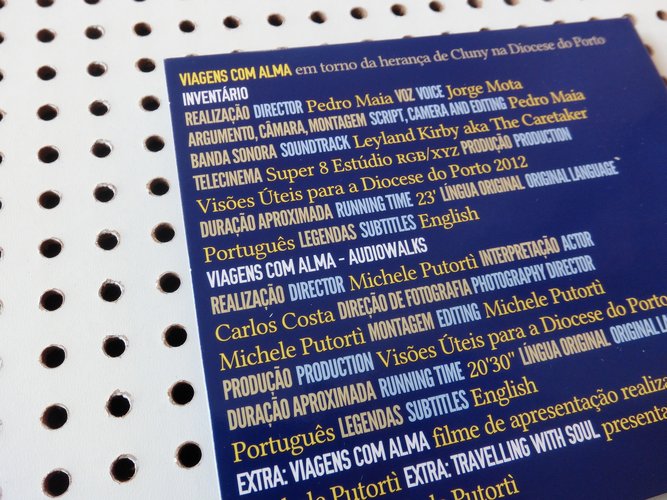 VIAGENS COM ALMA em torno da herança de Cluny na Diocese do Porto
INVENTÁRIO
REALIZAÇÃO DIRECTOR Pedro Maia VOZ VOICE Jorge Mota
ARGUMENTO, CÂMARA, MONTAGEM SCRIPT, CAMERA AND EDITING Pedro Maia
BANDA SONORA SOUNDTRACK Leyland Kirby aka The Caretaker
TELECINEMA Super 8 Estúdio RGB/XYZ PRODUÇÃO PRODUCTION
Visões Úteis para a Diocese do Porto 2012
DURAÇÃO APROXIMADA RUNNING TIME 23' LÍNGUA ORIGINAL ORIGINAL LANGUAGE
Português LEGENDAS SUBTITLES English
VIAGENS COM ALMA - AUDIOWALKS
REALIZAÇÃO DIRECTOR Michele Putortì INTERPRETAÇÃO ACTOR
Carlos Costa DIREÇÃO DE FOTOGRAFIA PHOTOGRAPHY DIRECTOR
Michele Putortì MONTAGEM EDITING Michele Putortì
PRODUÇÃO PRODUCTION Visões Úteis para a Diocese do Porto
DURAÇÃO APROXIMADA RUNNING TIME 20'30" LÍNGUA ORIGINAL ORIGINAL LA
Português LEGENDAS SUBTITLES English
EXTRA: VIAGENS COM ALMA filme de apresentação realiza
Putortì EXTRA: TRAVELLING WITH SOUL presenta
Putortì